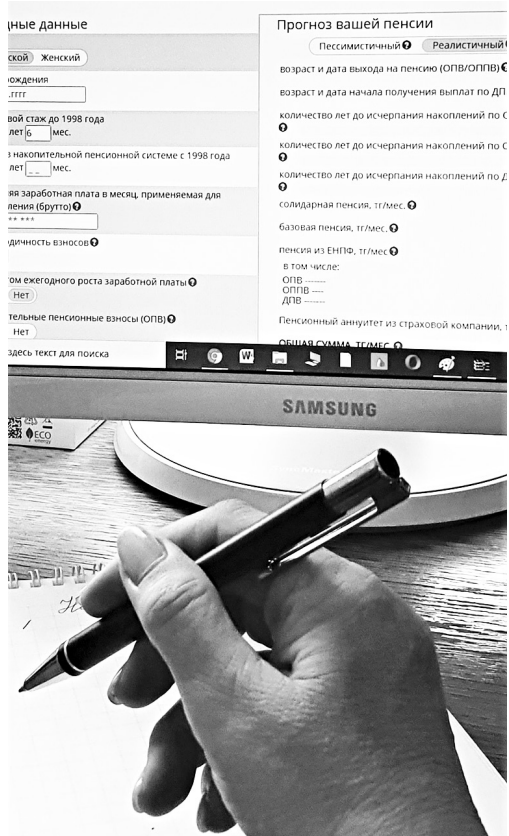 дные данные
ской Женский
рождения
.гггг
вой стаж до 1998 года
лет 6 мес.
в накопительной пенсионной системе с 1998 года
лет _ _ мес.
яя заработная плата в месяц, применяемая для
ления (брутто)
** ***
одичность взносов
том ежегодного роста заработной платы
Нет
тельные пенсионные взносы (ОПВ)
Нет
Прогноз вашей пенсии
Пессимистичный Реалистичный
возраст и дата выхода на пенсию (ОПВ/ОППВ)
возраст и дата начала получения выплат по ДП
количество лет до исчерпания накоплений по О
количество лет до исчерпания накоплений по О
количество лет до исчерпания накоплений по Д
солидарная пенсия, тг/мес.
базовая пенсия, тг/мес.
пенсия из ЕНПФ, тг/мес
в том числе:
ОПВ -------
ОППВ ----
ДПВ -------
Пенсионный аннуитет из страховой компании, т
ОБЩАЯ СУММА, ТГ/МЕС.
здесь текст для поиска
W
SAMSUNG
ECO
energy